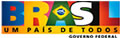 BRASIL
UM PAÍS DE TODOS
GOVERNO FEDERAL